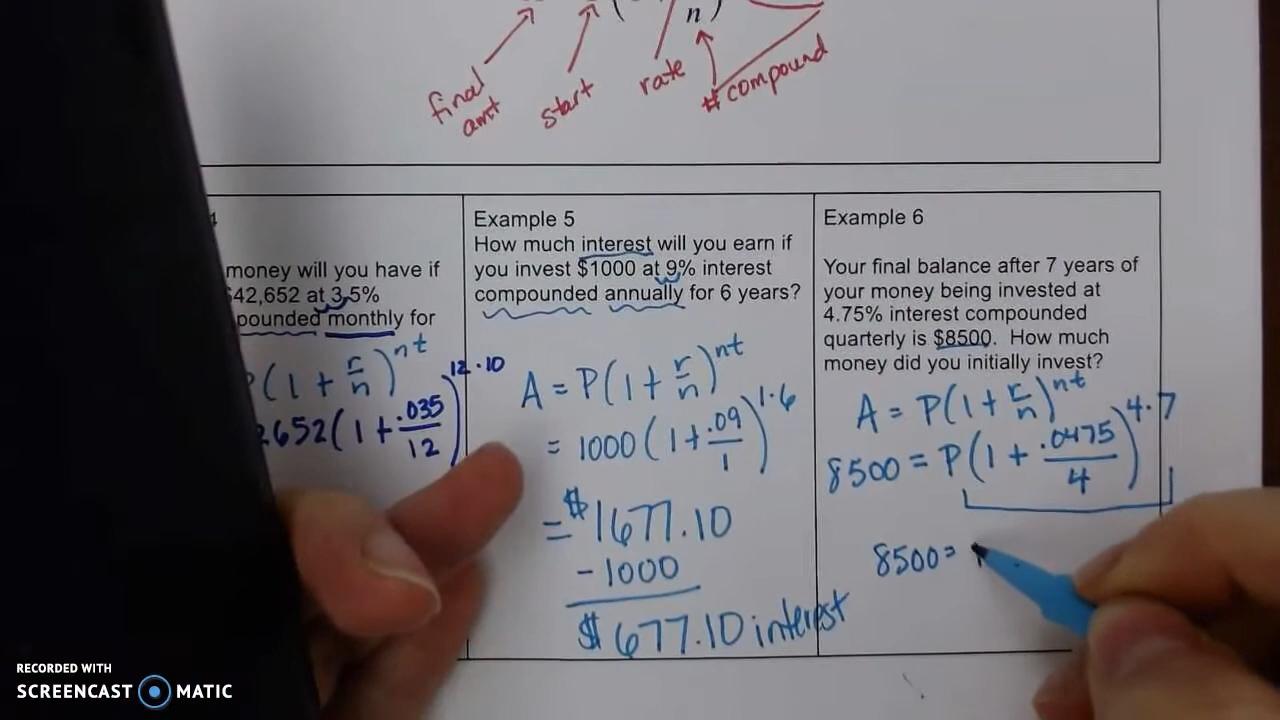 n )
final
amt
start
rate
# compound
4
money will you have if
$42,652 at 3.5%
pounded monthly for
P(1 + r/n)^nt
2652(1 + .035/12)^12·10
Example 5
How much interest will you earn if
you invest $1000 at 9% interest
compounded annually for 6 years?
A = P(1 + r/n)^nt
= 1000(1 + .09/1)^1·6
= $1677.10
- 1000
$677.10 interest
Example 6
Your final balance after 7 years of
your money being invested at
4.75% interest compounded
quarterly is $8500. How much
money did you initially invest?
A = P(1 + r/n)^nt
8500 = P(1 + .0475/4)^4·7
8500 =
RECORDED WITH
SCREENCAST MATIC